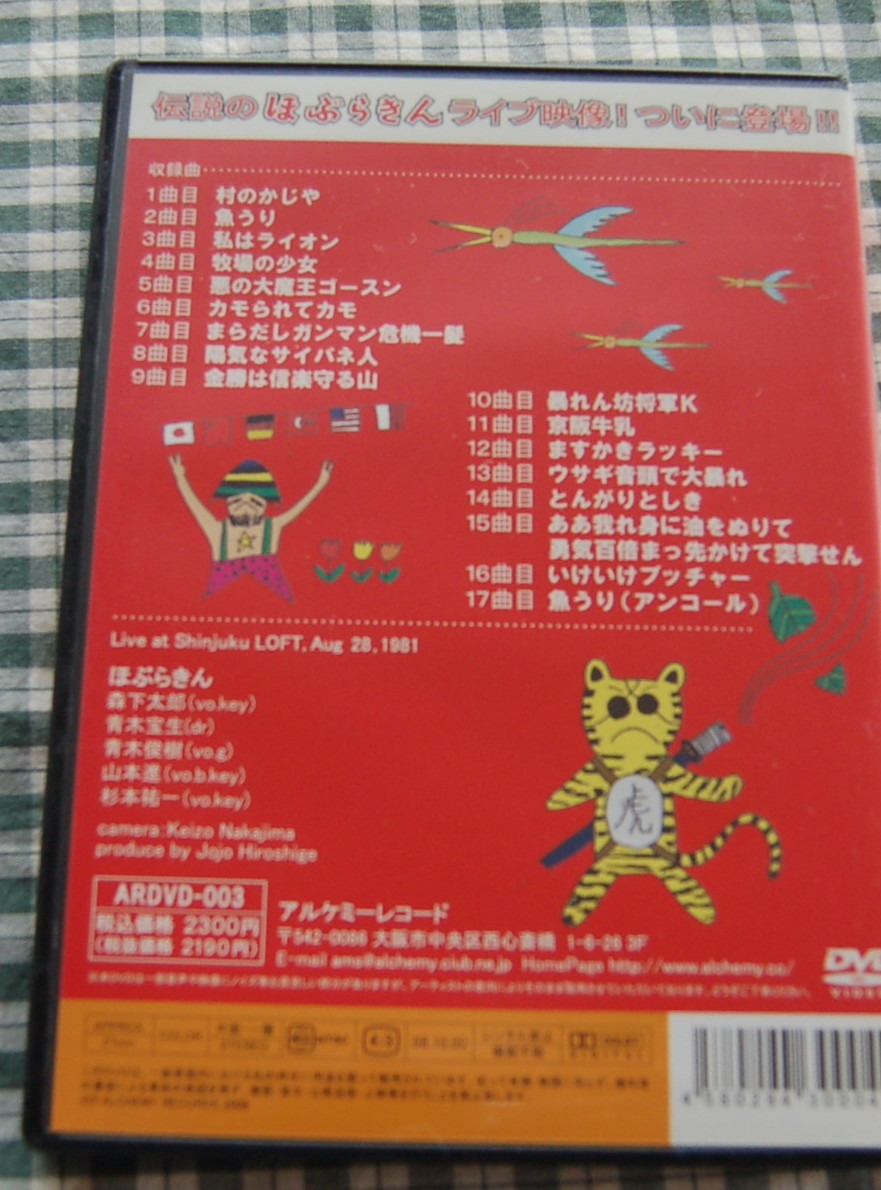 伝説のほぶらきんライブ映像!ついに登場!!
収録曲
1曲目 村のかじや
2曲目 魚うり
3曲目 私はライオン
4曲目 牧場の少女
5曲目 悪の大魔王ゴースン
6曲目 カモられてカモ
7曲目 まらだしガンマン危機一髪
8曲目 陽気なサイパネ人
9曲目 金勝は信楽守る山
10曲目 暴れん坊将軍K
11曲目 京阪牛乳
12曲目 ますかきラッキー
13曲目 ウサギ音頭で大暴れ
14曲目 とんがりとしき
15曲目 ああ我れ身に油をぬりて
勇気百倍まっ先かけて突撃せん
16曲目 いけいけブッチャー
17曲目 魚うり(アンコール)
Live at Shinjuku LOFT, Aug 28, 1981
ほぶらきん
森下太郎(vo.key)
青木宝生(dr)
青木俊樹(vo.g)
山本進(vo.b.key)
杉本祐一(vo.key)
虎
camera:Keizo Nakajima
produce by Jojo Hiroshige
ARDVD-003
税込価格 2300円
(税抜価格 2190円)
アルケミーレコード
〒542-0086 大阪市中央区西心斎橋 1-6-26 3F
E-mail ams@alchemy.club.ne.jp HomePage http://www.alchemy.cc/
DVD
VIDEO
COLOR
4:3